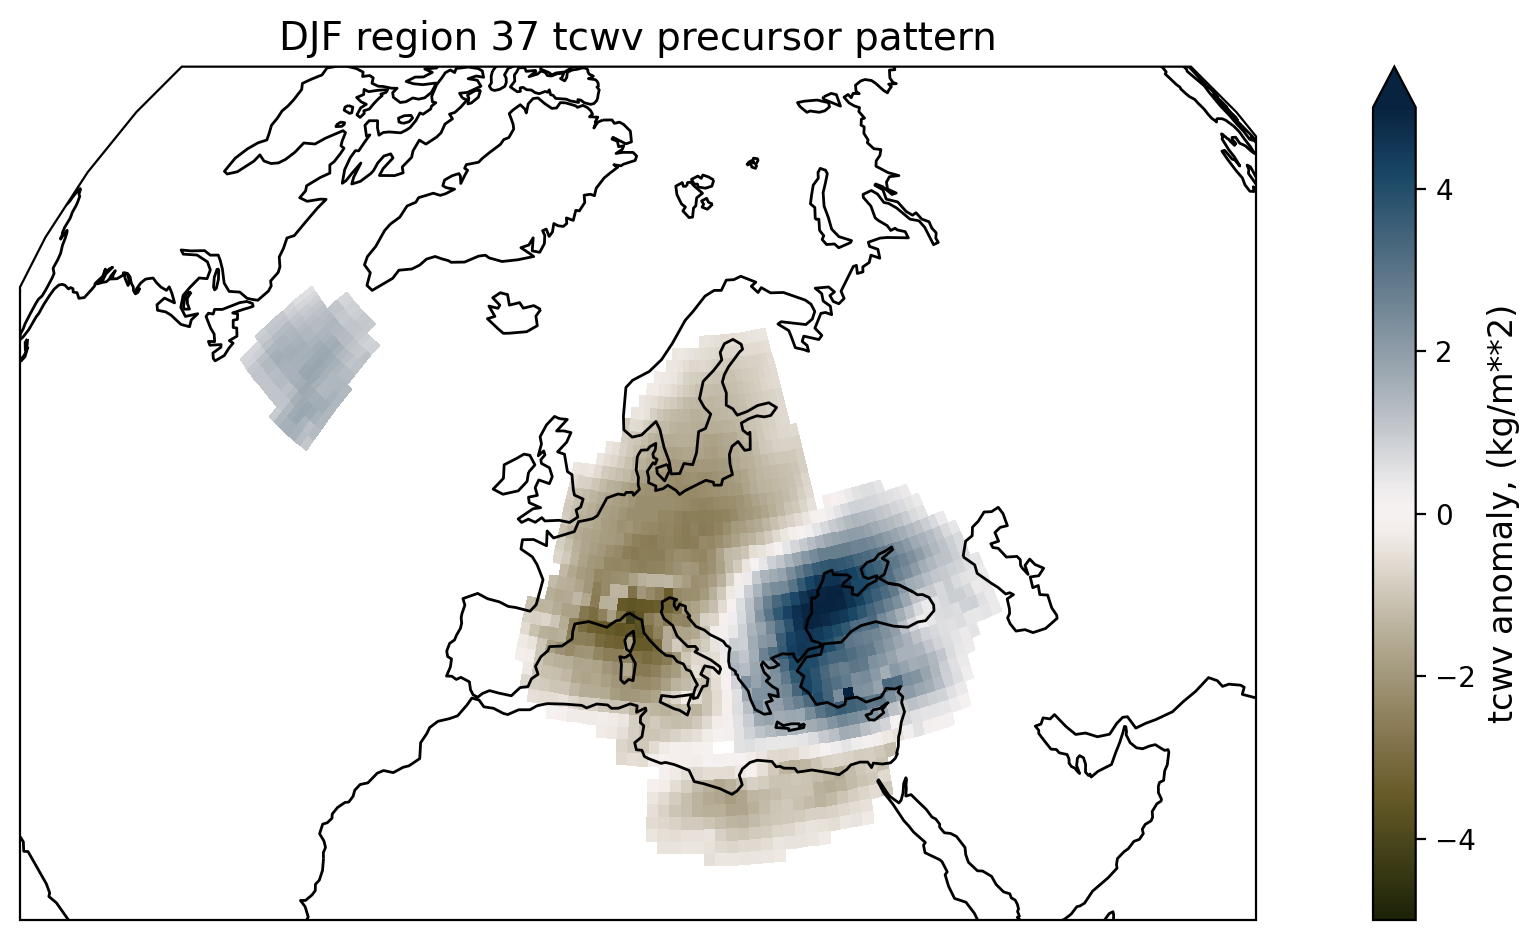 DJF region 37 tcwv precursor pattern
4
2
0
−2
−4
tcwv anomaly, (kg/m**2)